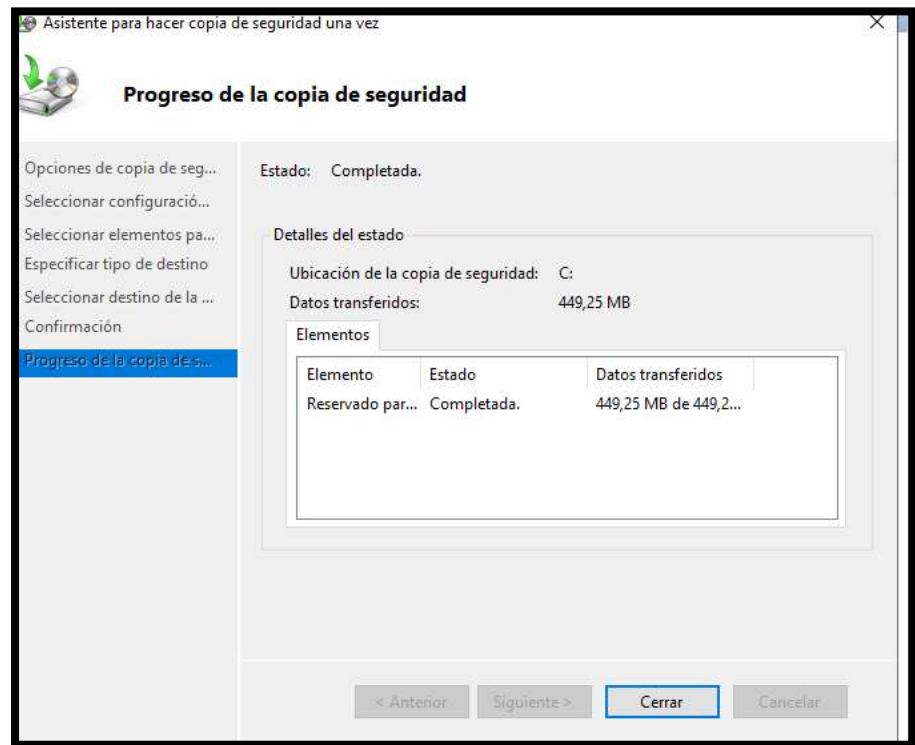 Asistente para hacer copia de seguridad una vez
Progreso de la copia de seguridad
Opciones de copia de seg...
Seleccionar configuració...
Seleccionar elementos pa...
Especificar tipo de destino
Seleccionar destino de la ...
Confirmación
Progreso de la copia de s...
Estado: Completada.
Detalles del estado
Ubicación de la copia de seguridad: C:
Datos transferidos: 449,25 MB
Elementos
Elemento Estado Datos transferidos
Reservado par... Completada. 449,25 MB de 449,2...
< Anterior Siguiente > Cerrar Cancelar